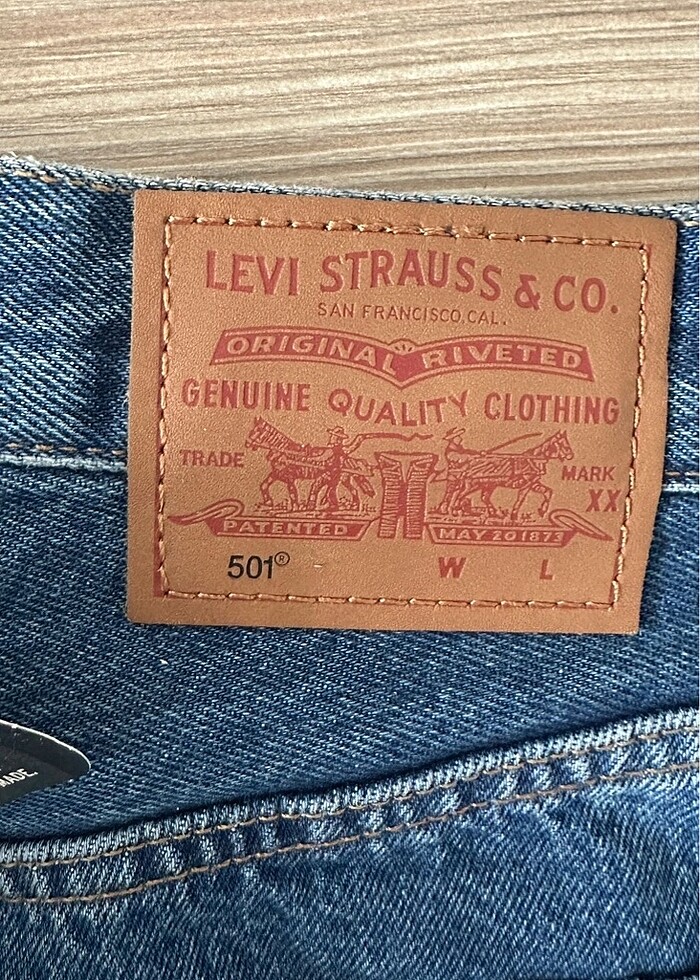 LEVI STRAUSS & CO.
SAN FRANCISCO, CAL.
ORIGINAL RIVETED
GENUINE QUALITY CLOTHING
TRADE MARK
XX
PATENTED MAY 20 1873
501® W L
MADE.